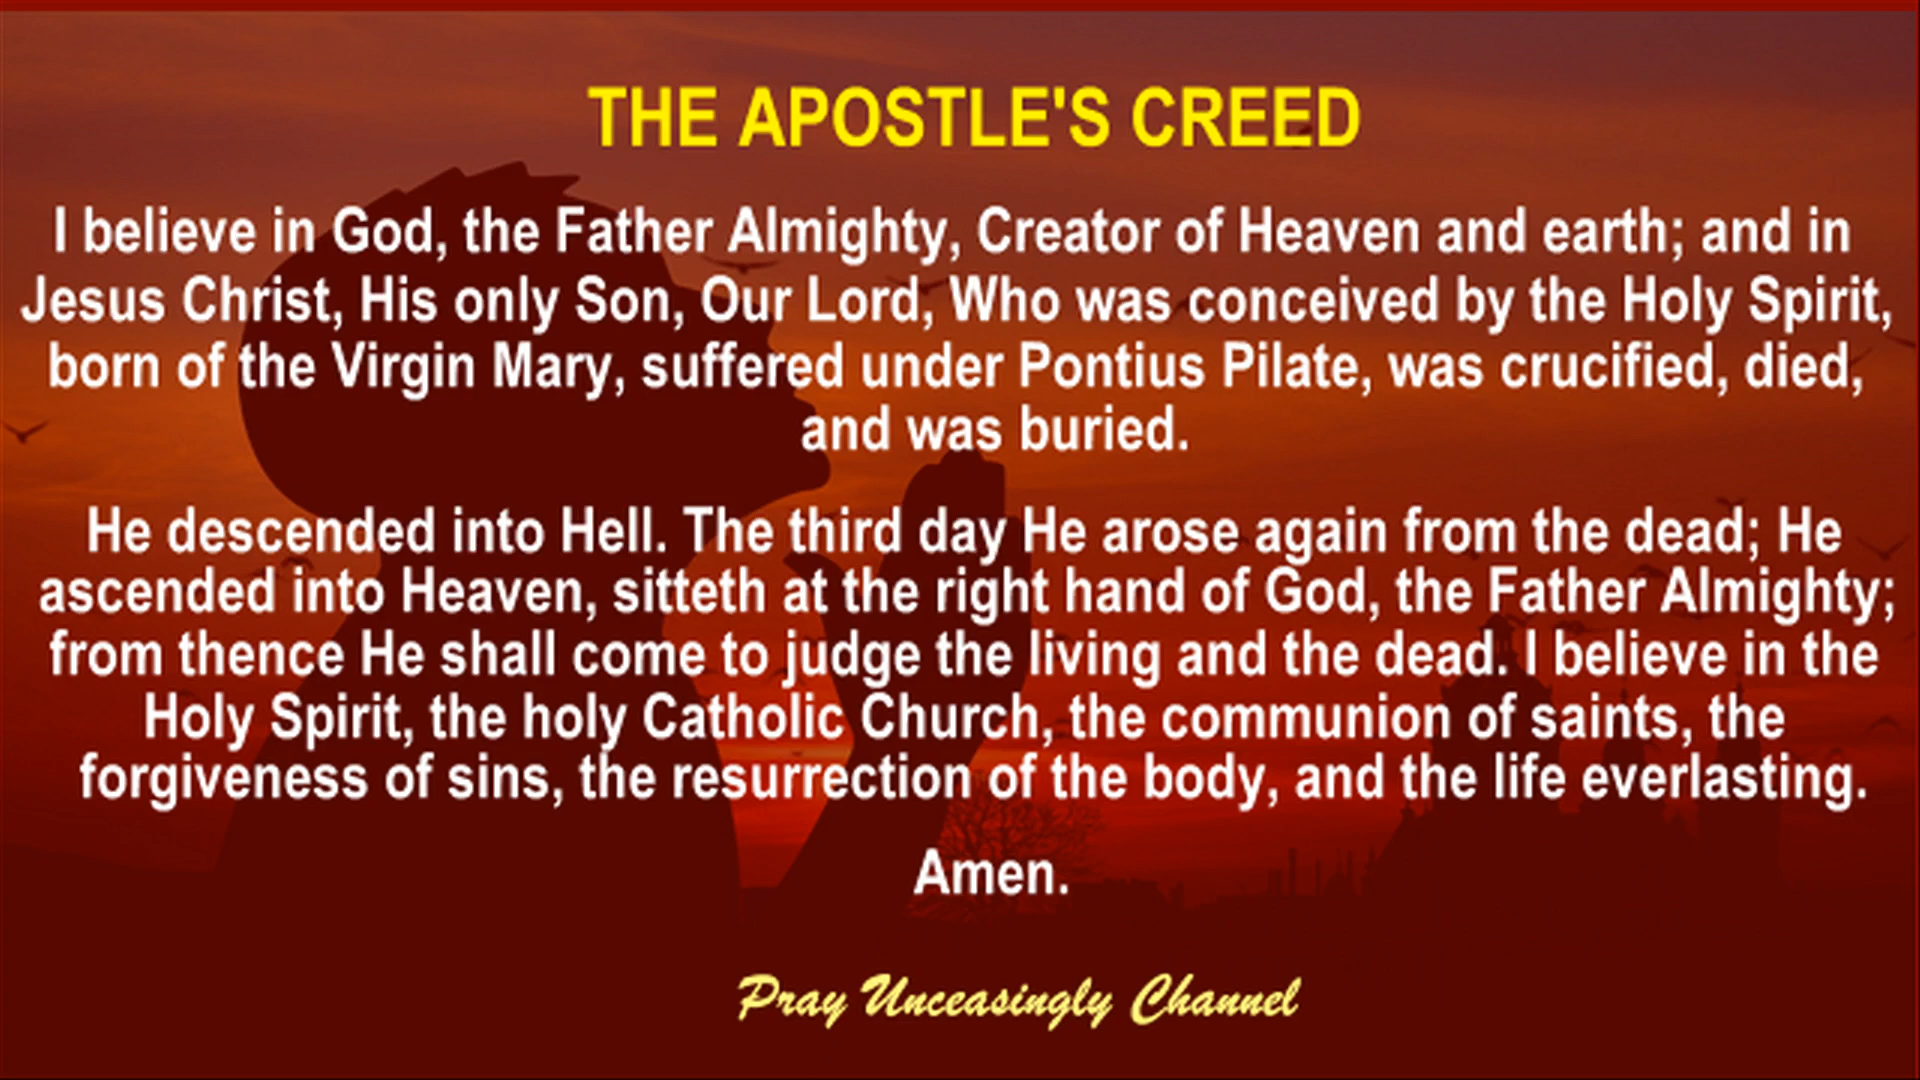 THE APOSTLE'S CREED
I believe in God, the Father Almighty, Creator of Heaven and earth; and in
Jesus Christ, His only Son, Our Lord, Who was conceived by the Holy Spirit,
born of the Virgin Mary, suffered under Pontius Pilate, was crucified, died,
and was buried.
He descended into Hell. The third day He arose again from the dead; He
ascended into Heaven, sitteth at the right hand of God, the Father Almighty;
from thence He shall come to judge the living and the dead. I believe in the
Holy Spirit, the holy Catholic Church, the communion of saints, the
forgiveness of sins, the resurrection of the body, and the life everlasting.
Amen.
Pray Unceasingly Channel